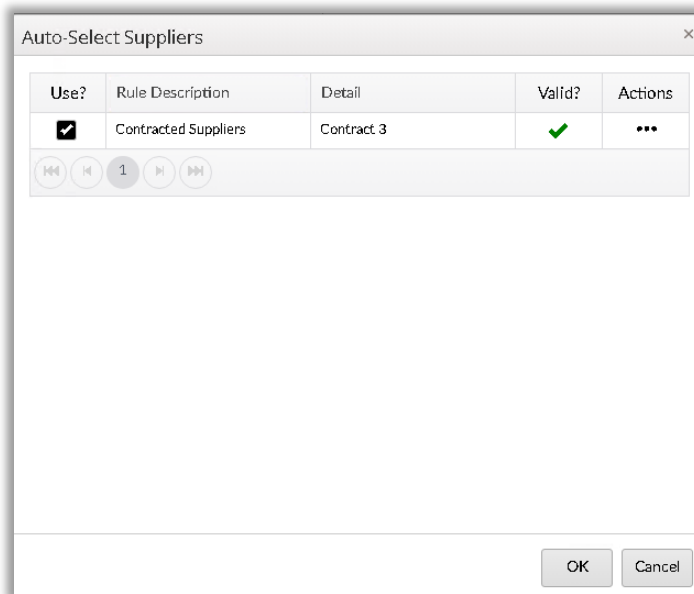 Auto-Select Suppliers
Use? Rule Description Detail Valid? Actions
Contracted Suppliers Contract 3
1
OK Cancel